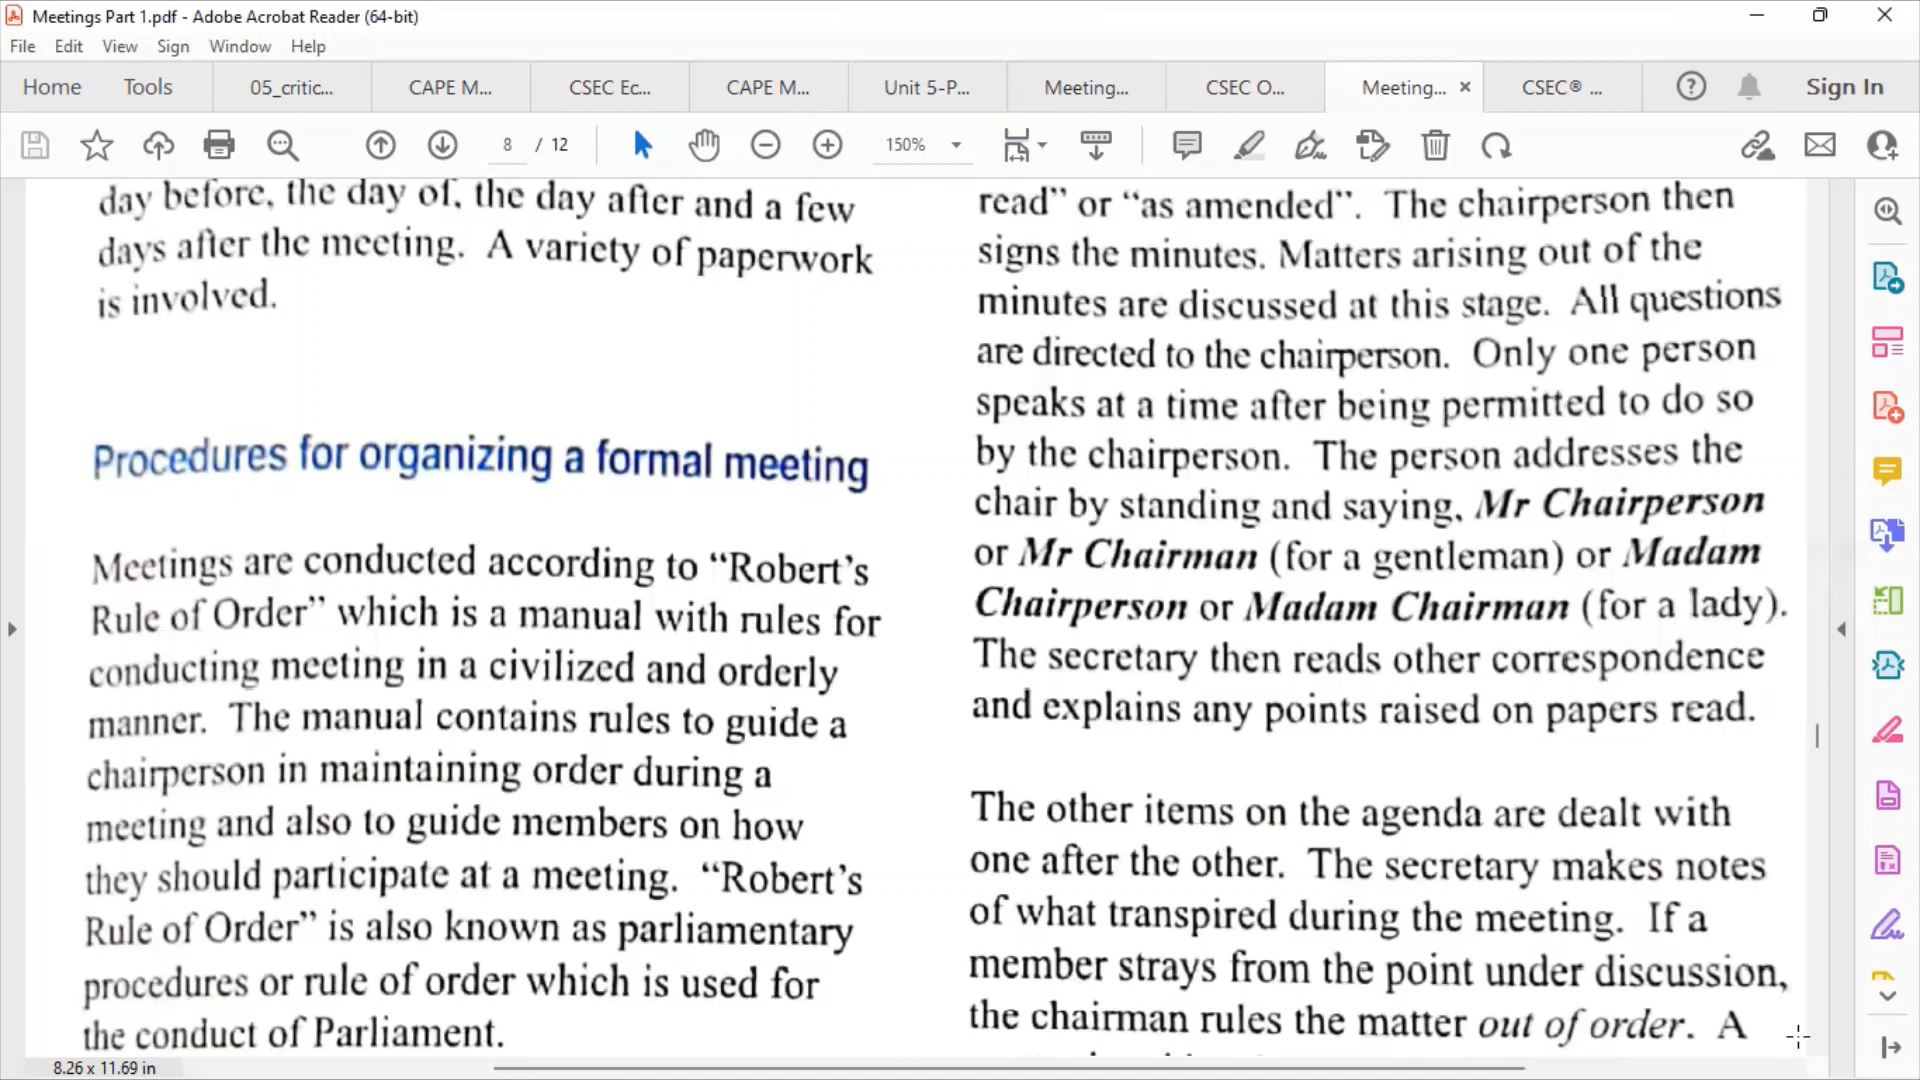 Meetings Part 1.pdf - Adobe Acrobat Reader (64-bit)
File Edit View Sign Window Help
Home Tools 05_critic... CAPE M... CSEC Ec... CAPE M... Unit 5-P... Meeting... CSEC O... Meeting... CSEC® ... Sign In
8 / 12 150%
day before, the day of, the day after and a few
days after the meeting. A variety of paperwork
is involved.
Procedures for organizing a formal meeting
Meetings are conducted according to “Robert’s
Rule of Order” which is a manual with rules for
conducting meeting in a civilized and orderly
manner. The manual contains rules to guide a
chairperson in maintaining order during a
meeting and also to guide members on how
they should participate at a meeting. “Robert’s
Rule of Order” is also known as parliamentary
procedures or rule of order which is used for
the conduct of Parliament.
read” or “as amended”. The chairperson then
signs the minutes. Matters arising out of the
minutes are discussed at this stage. All questions
are directed to the chairperson. Only one person
speaks at a time after being permitted to do so
by the chairperson. The person addresses the
chair by standing and saying, Mr Chairperson
or Mr Chairman (for a gentleman) or Madam
Chairperson or Madam Chairman (for a lady).
The secretary then reads other correspondence
and explains any points raised on papers read.
The other items on the agenda are dealt with
one after the other. The secretary makes notes
of what transpired during the meeting. If a
member strays from the point under discussion,
the chairman rules the matter out of order. A
8.26 x 11.69 in